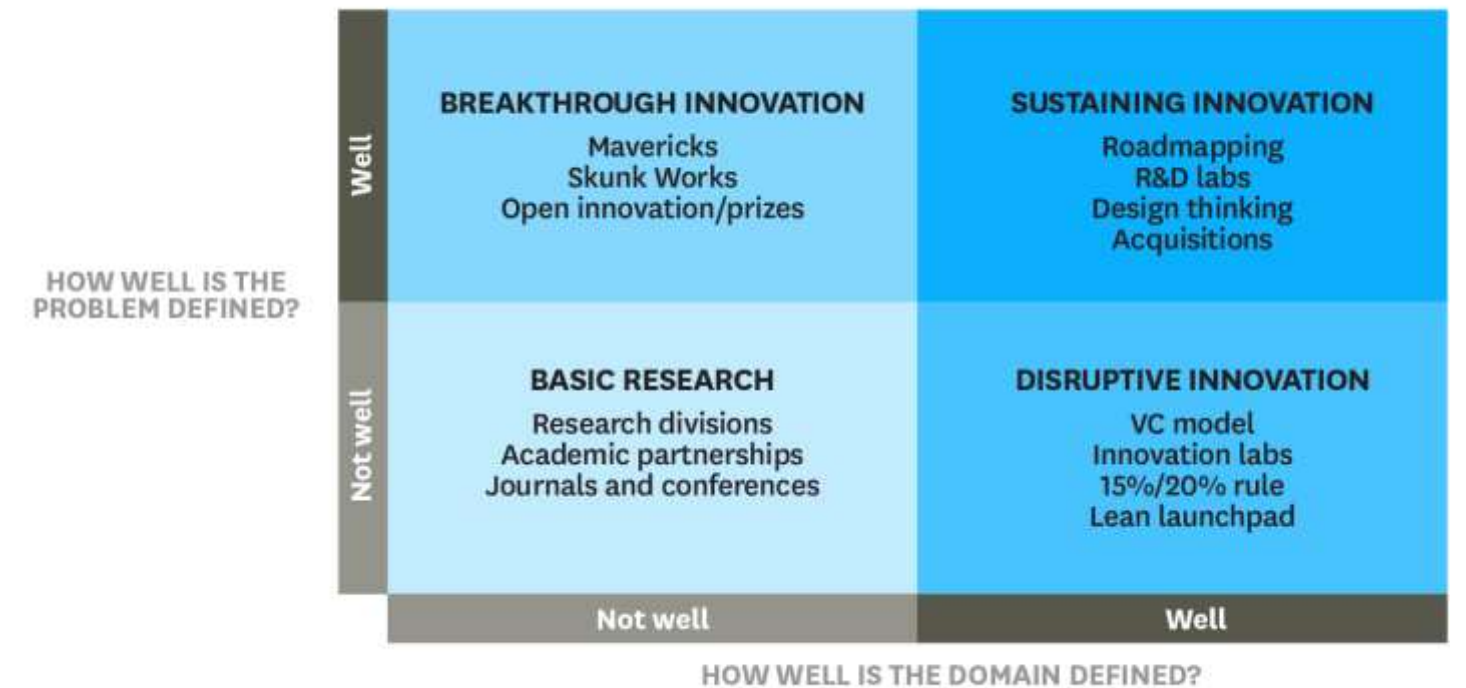 BREAKTHROUGH INNOVATION
Mavericks
Skunk Works
Open innovation/prizes
SUSTAINING INNOVATION
Roadmapping
R&D labs
Design thinking
Acquisitions
Well
HOW WELL IS THE
PROBLEM DEFINED?
Not well
BASIC RESEARCH
Research divisions
Academic partnerships
Journals and conferences
DISRUPTIVE INNOVATION
VC model
Innovation labs
15%/20% rule
Lean launchpad
Not well
Well
HOW WELL IS THE DOMAIN DEFINED?